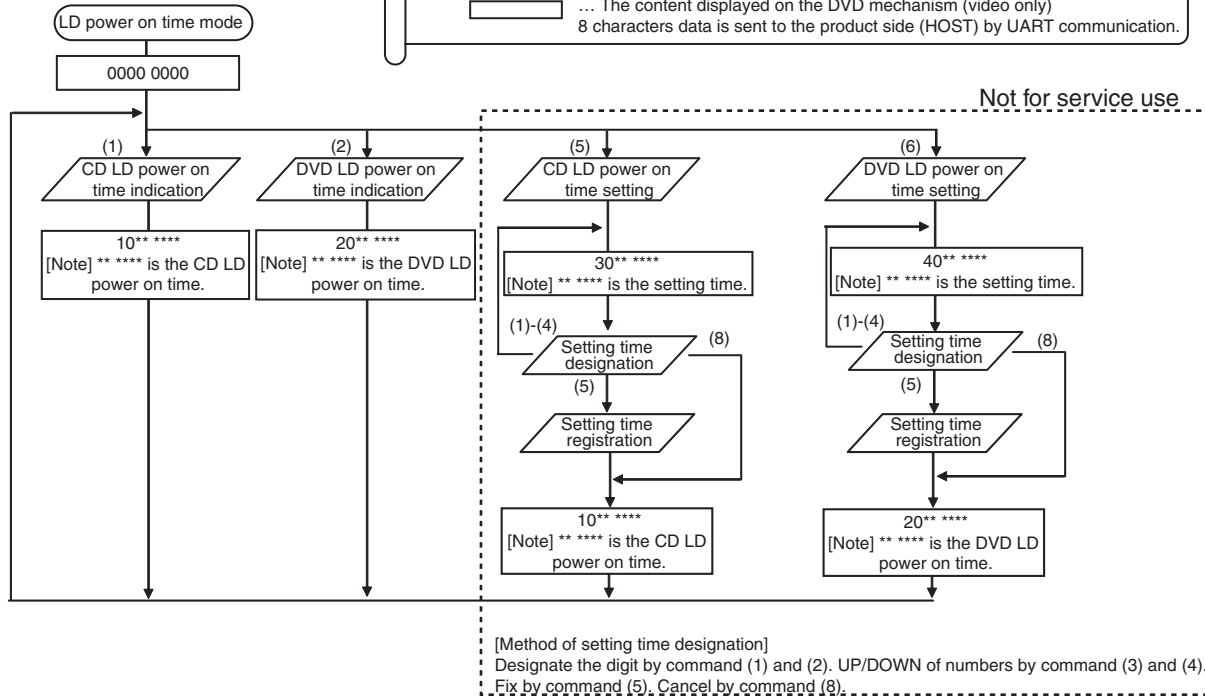 ... The content displayed on the DVD mechanism (video only)
8 characters data is sent to the product side (HOST) by UART communication.
LD power on time mode
0000 0000
Not for service use
(1)
CD LD power on
time indication
(2)
DVD LD power on
time indication
(5)
CD LD power on
time setting
(6)
DVD LD power on
time setting
10** ****
[Note] ** **** is the CD LD
power on time.
20** ****
[Note] ** **** is the DVD LD
power on time.
30** ****
[Note] ** **** is the setting time.
40** ****
[Note] ** **** is the setting time.
(1)-(4)
Setting time
designation
(8)
(5)
Setting time
registration
(1)-(4)
Setting time
designation
(8)
(5)
Setting time
registration
10** ****
[Note] ** **** is the CD LD
power on time.
20** ****
[Note] ** **** is the DVD LD
power on time.
[Method of setting time designation]
Designate the digit by command (1) and (2). UP/DOWN of numbers by command (3) and (4).
Fix by command (5). Cancel by command (8).